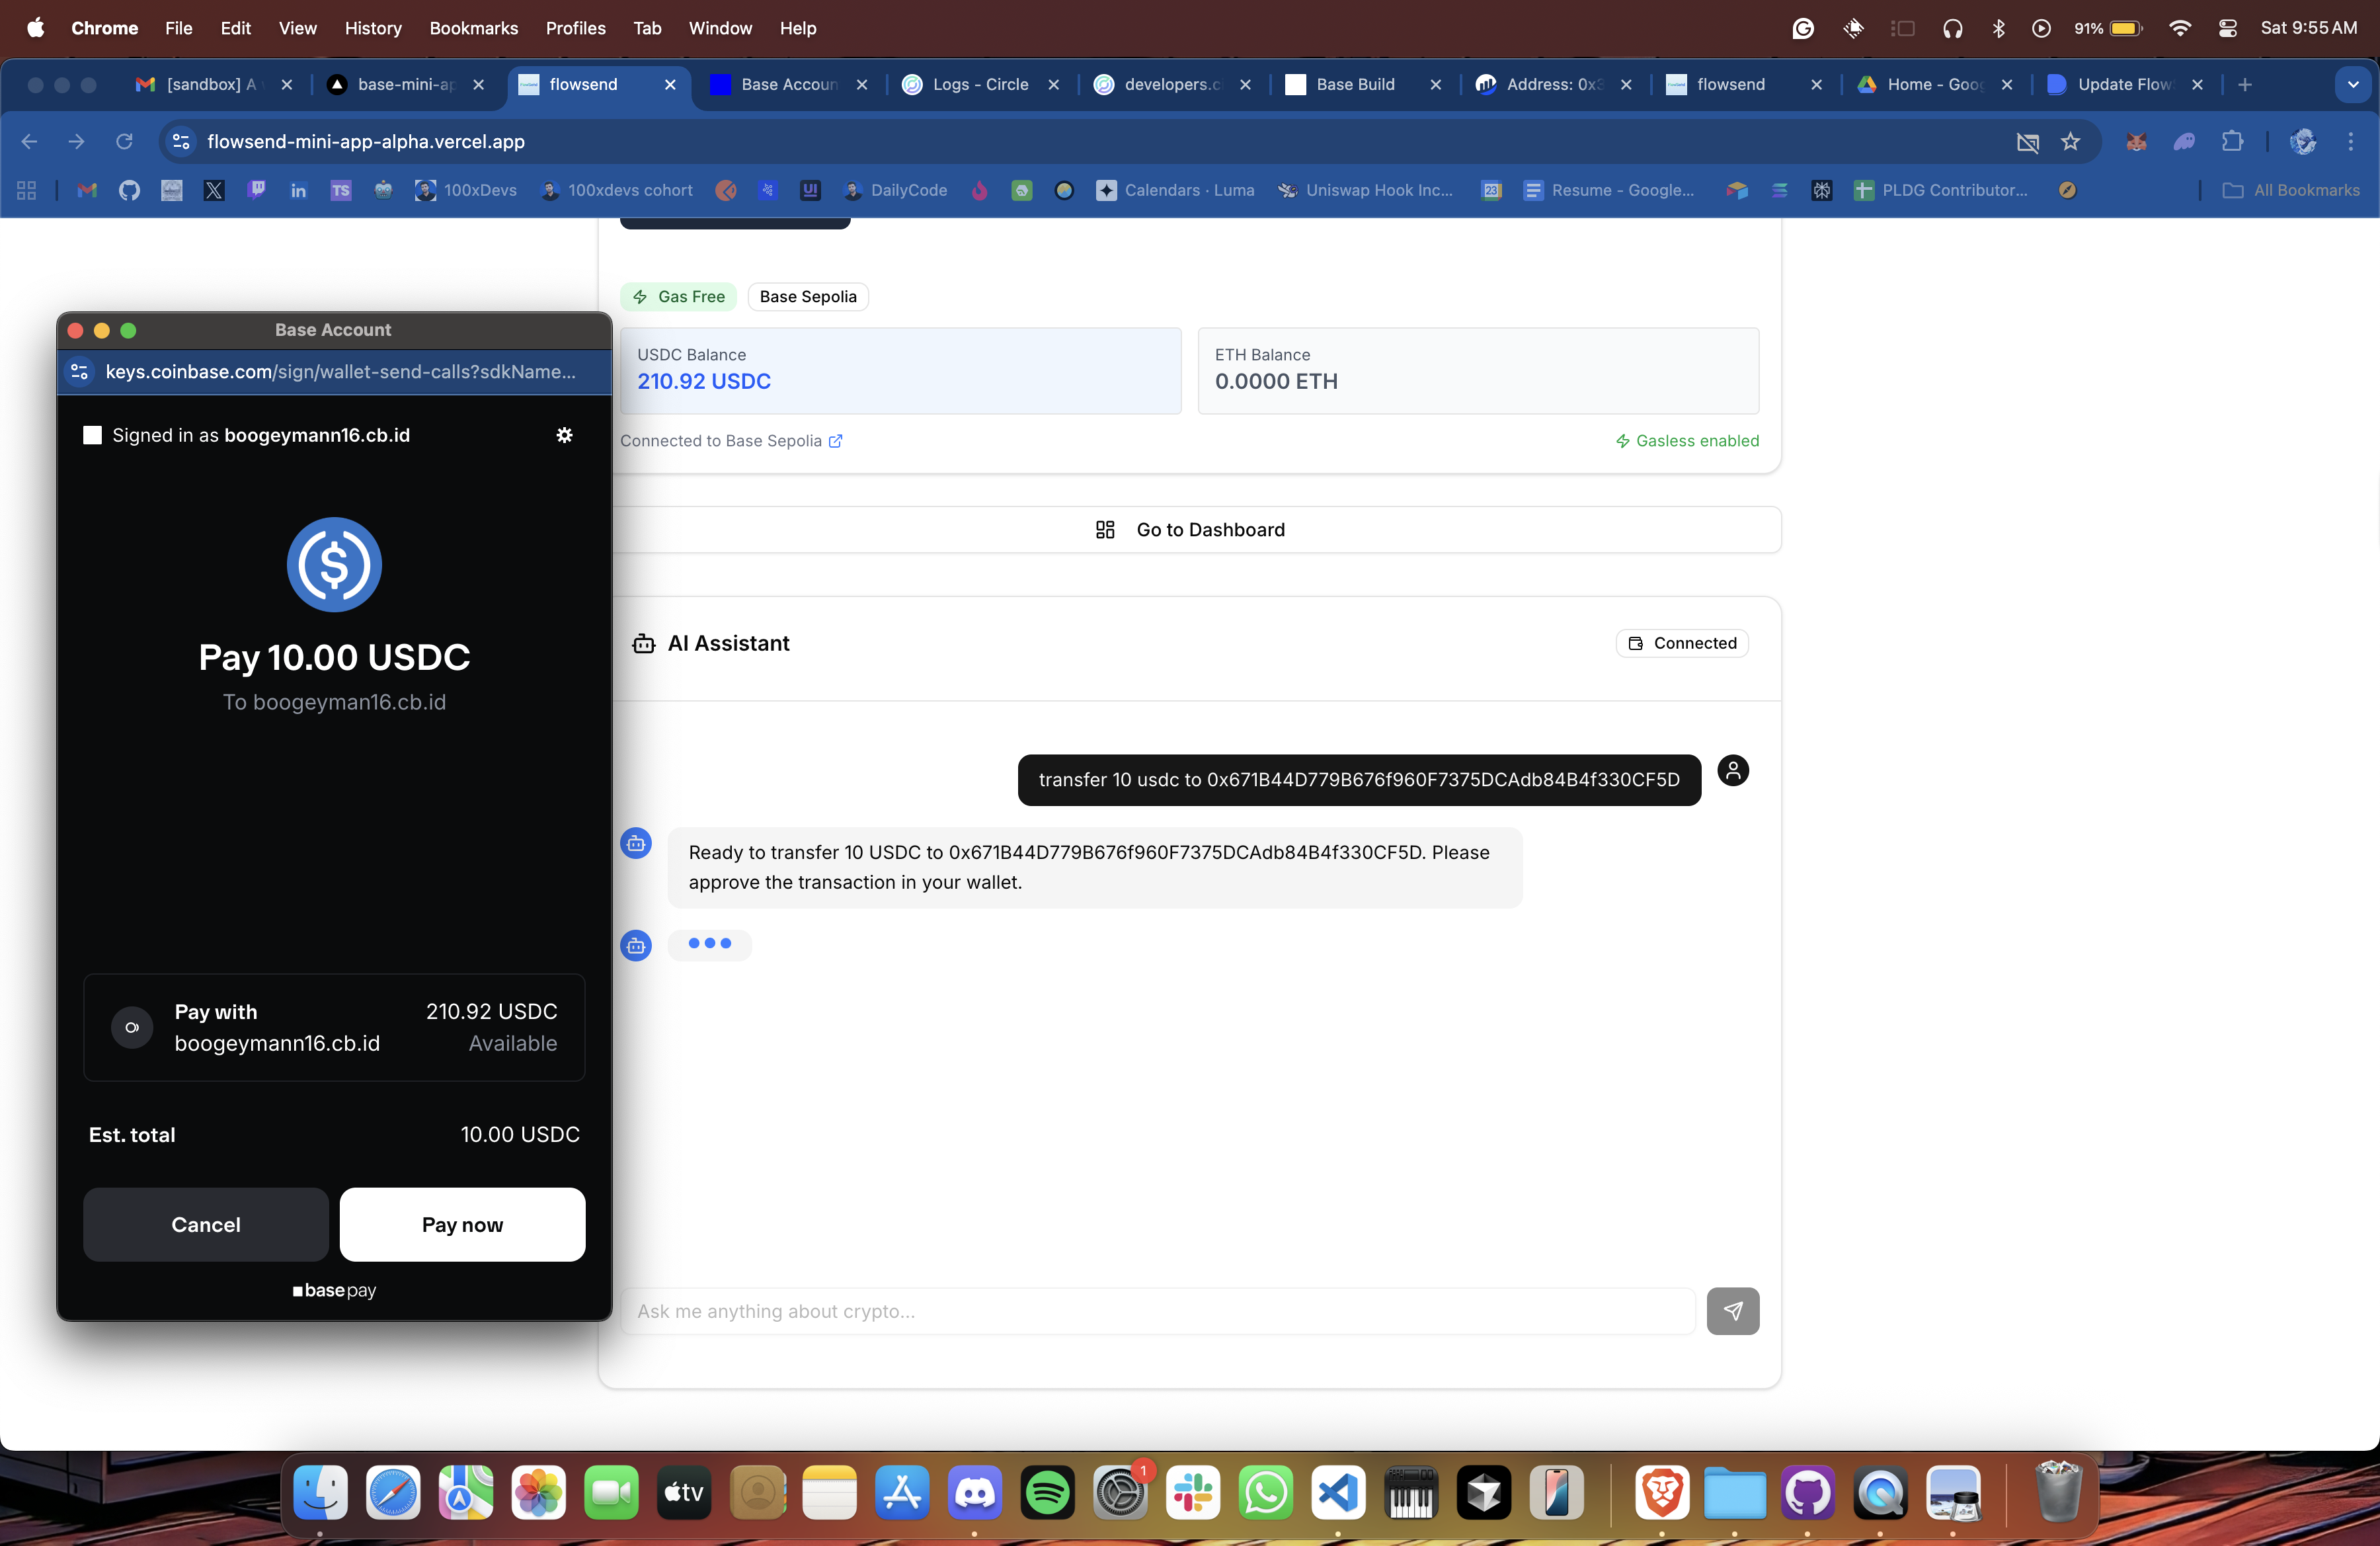 Chrome File Edit View History Bookmarks Profiles Tab Window Help 91% Sat 9:55 AM
[sandbox] A base-mini-ap flowsend Base Accoun Logs - Circle developers.c Base Build Address: 0x3 flowsend Home - Goog Update Flow
flowsend-mini-app-alpha.vercel.app
TS 100xDevs 100xdevs cohort UI DailyCode Calendars · Luma Uniswap Hook Inc... 23 Resume - Google... PLDG Contributor... All Bookmarks
Gas Free Base Sepolia
USDC Balance
210.92 USDC
ETH Balance
0.0000 ETH
Connected to Base Sepolia
Gasless enabled
Go to Dashboard
AI Assistant
Connected
transfer 10 usdc to 0x671B44D779B676f960F7375DCAdb84B4f330CF5D
Ready to transfer 10 USDC to 0x671B44D779B676f960F7375DCAdb84B4f330CF5D. Please
approve the transaction in your wallet.
Ask me anything about crypto...
Base Account
keys.coinbase.com/sign/wallet-send-calls?sdkName...
Signed in as boogeymann16.cb.id
Pay 10.00 USDC
To boogeyman16.cb.id
Pay with 210.92 USDC
boogeymann16.cb.id Available
Est. total 10.00 USDC
Cancel Pay now
base pay
tv
1